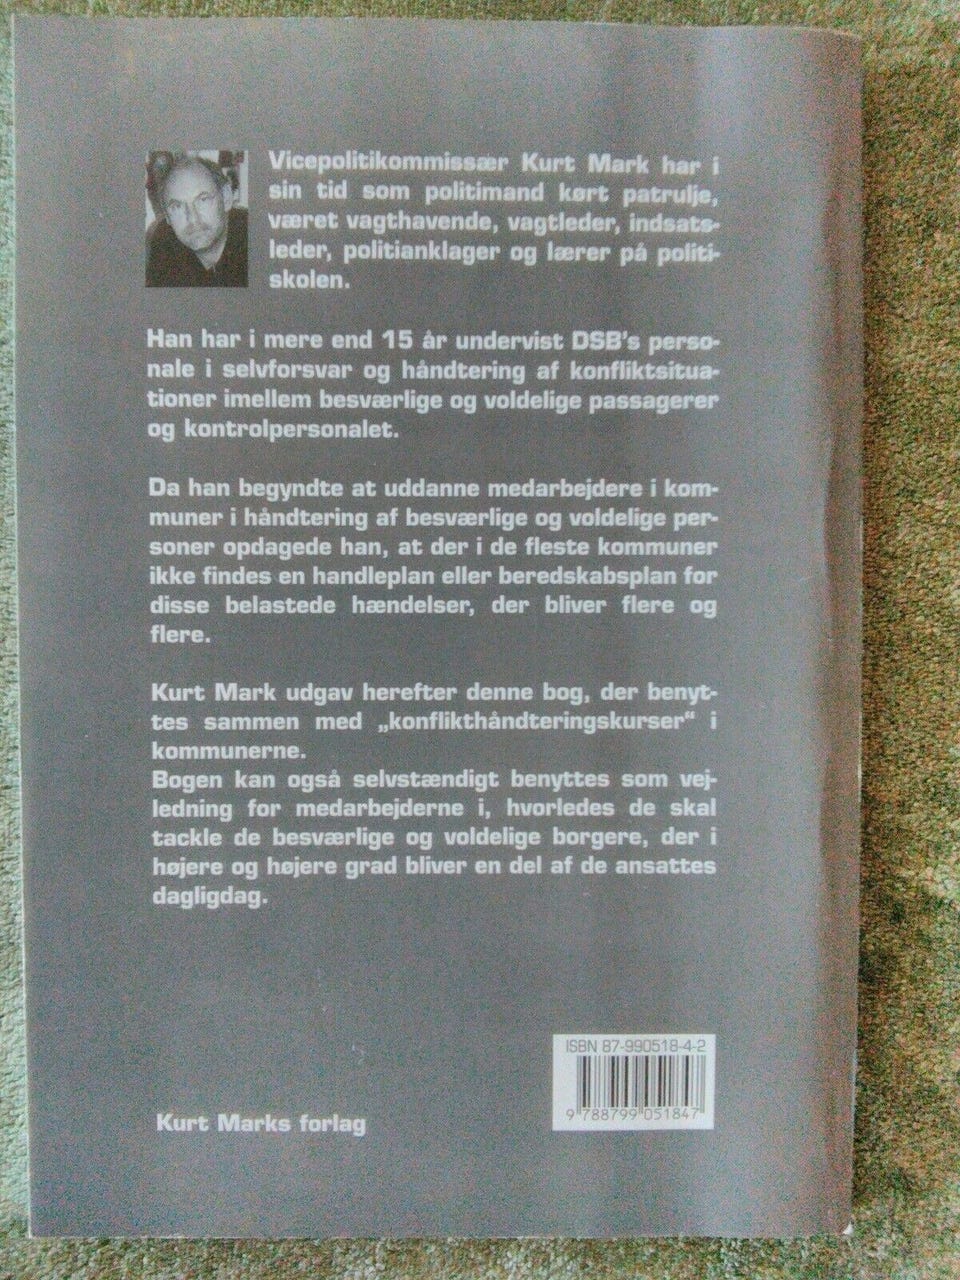 Vicepolitikommissær Kurt Mark har i
sin tid som politimand kørt patrulje,
været vagthavende, vagtleder, indsats-
leder, politianklager og lærer på politi-
skolen.
Han har i mere end 15 år undervist DSB's perso-
nale i selvforsvar og håndtering af konfliktsitua-
tioner imellem besværlige og voldelige passagerer
og kontrolpersonalet.
Da han begyndte at uddanne medarbejdere i kom-
muner i håndtering af besværlige og voldelige per-
soner opdagede han, at der i de fleste kommuner
ikke findes en handleplan eller beredskabsplan for
disse belastede hændelser, der bliver flere og
flere.
Kurt Mark udgav herefter denne bog, der benyt-
tes sammen med „konflikthåndteringskurser“ i
kommunerne.
Bogen kan også selvstændigt benyttes som vej-
ledning for medarbejderne i, hvorledes de skal
tackle de besværlige og voldelige borgere, der i
højere og højere grad bliver en del af de ansattes
dagligdag.
ISBN 87-990518-4-2
9 788799 051847
Kurt Marks forlag